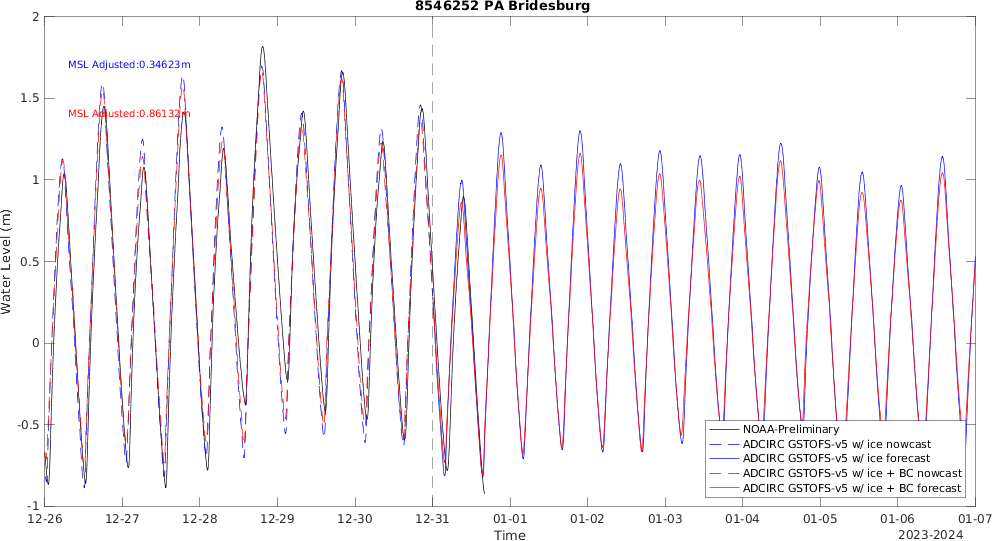 8546252 PA Bridesburg
2
1.5
1
0.5
0
-0.5
-1
Water Level (m)
MSL Adjusted:0.34623m
MSL Adjusted:0.86132m
NOAA-Preliminary
ADCIRC GSTOFS-v5 w/ ice nowcast
ADCIRC GSTOFS-v5 w/ ice forecast
ADCIRC GSTOFS-v5 w/ ice + BC nowcast
ADCIRC GSTOFS-v5 w/ ice + BC forecast
12-26 12-27 12-28 12-29 12-30 12-31 01-01 01-02 01-03 01-04 01-05 01-06 01-07
Time
2023-2024